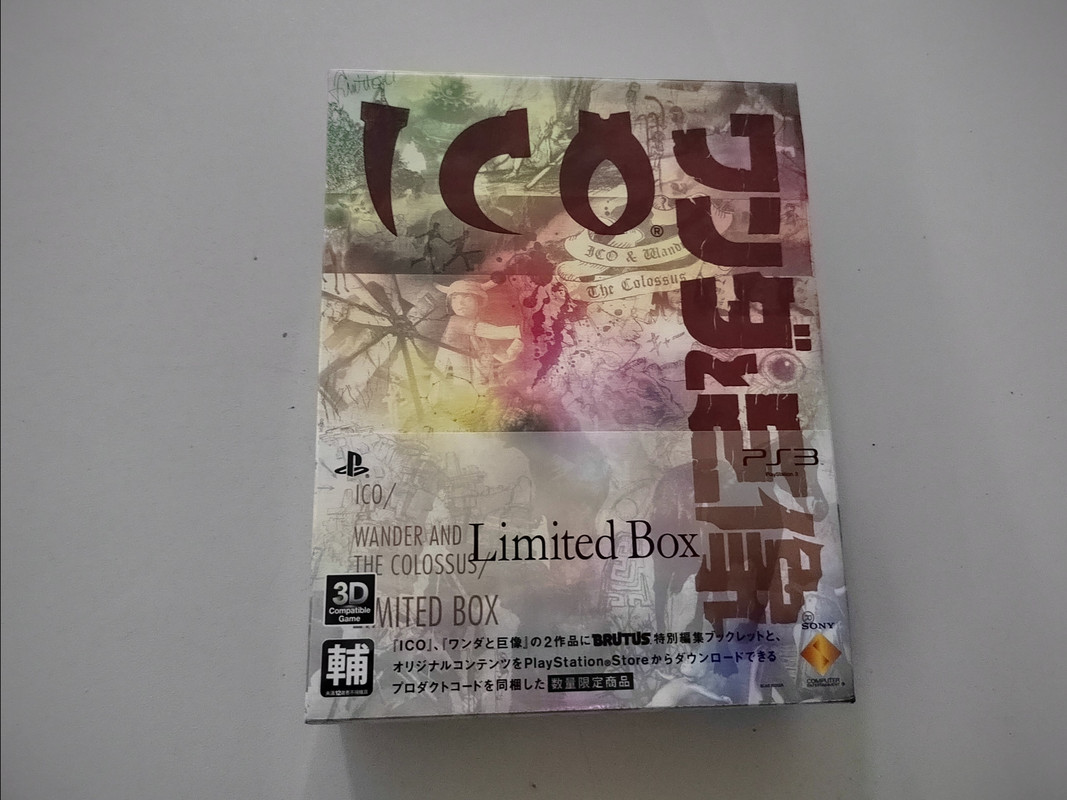 ICO®
ワンダと巨像
ICO & Wand
The Colossus
PS3
ICO/
WANDER AND
THE COLOSSUS/
Limited Box
LIMITED BOX
3D
Compatible
Game
輔
『ICO』、『ワンダと巨像』の2作品にBRUTUS特別編集ブックレットと、
オリジナルコンテンツをPlayStation®Storeからダウンロードできる
プロダクトコードを同梱した 数量限定商品
SONY
COMPUTER
ENTERTAINMENT